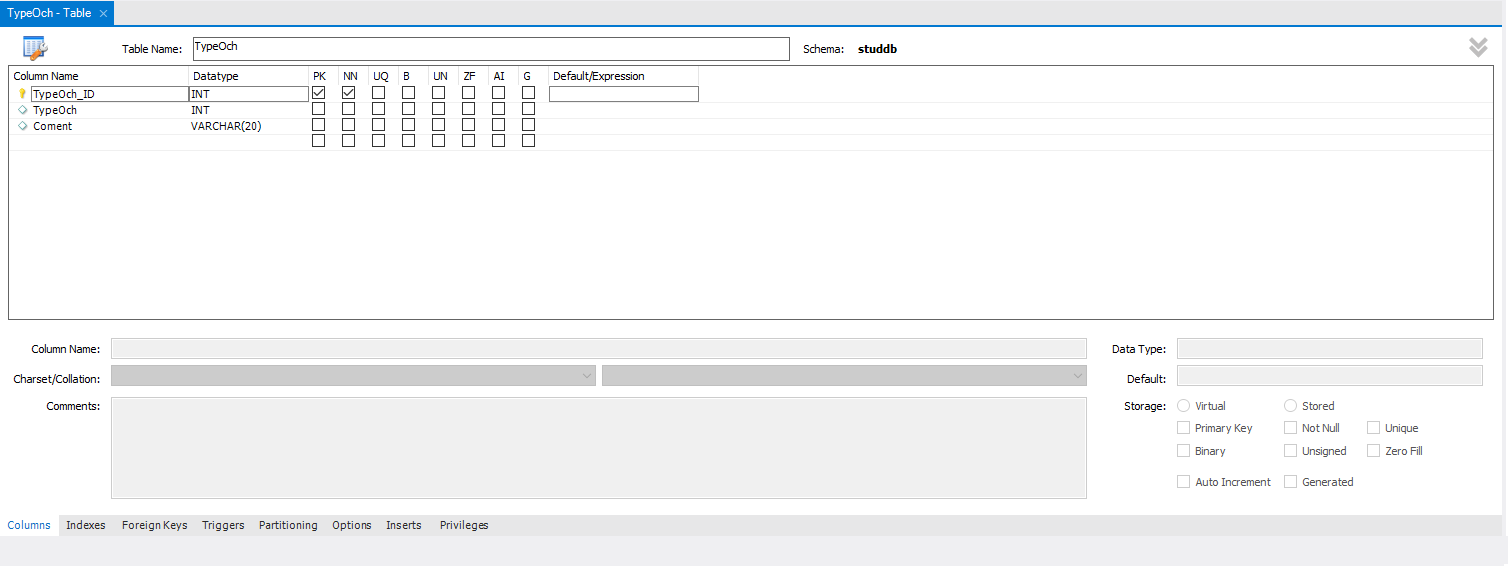 TypeOch - Table
Table Name: TypeOch Schema: studdb
Column Name Datatype PK NN UQ B UN ZF AI G Default/Expression
TypeOch_ID INT
TypeOch INT
Coment VARCHAR(20)
Column Name: Data Type:
Charset/Collation: Default:
Comments: Storage: Virtual Stored
Primary Key Not Null Unique
Binary Unsigned Zero Fill
Auto Increment Generated
Columns Indexes Foreign Keys Triggers Partitioning Options Inserts Privileges